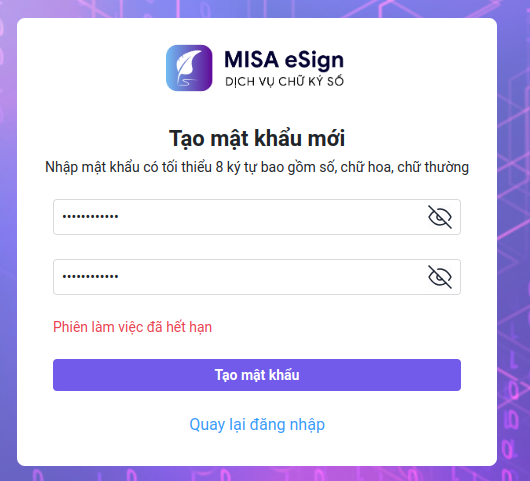 MISA eSign
DỊCH VỤ CHỮ KÝ SỐ
Tạo mật khẩu mới
Nhập mật khẩu có tối thiểu 8 ký tự bao gồm số, chữ hoa, chữ thường
••••••••••••
••••••••••••
Phiên làm việc đã hết hạn
Tạo mật khẩu
Quay lại đăng nhập